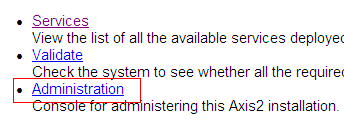 Services
View the list of all the available services deployed
Validate
Check the system to see whether all the required
Administration
Console for administering this Axis2 installation.